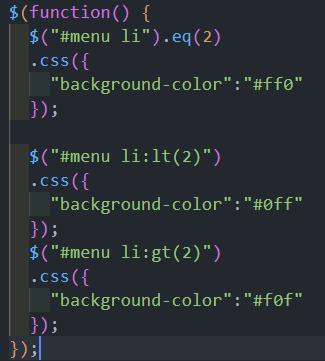 $(function() {
  $("#menu li").eq(2)
  .css({
    "background-color":"#ff0"
  });

  $("#menu li:lt(2)")
  .css({
    "background-color":"#0ff"
  });
  $("#menu li:gt(2)")
  .css({
    "background-color":"#f0f"
  });
});